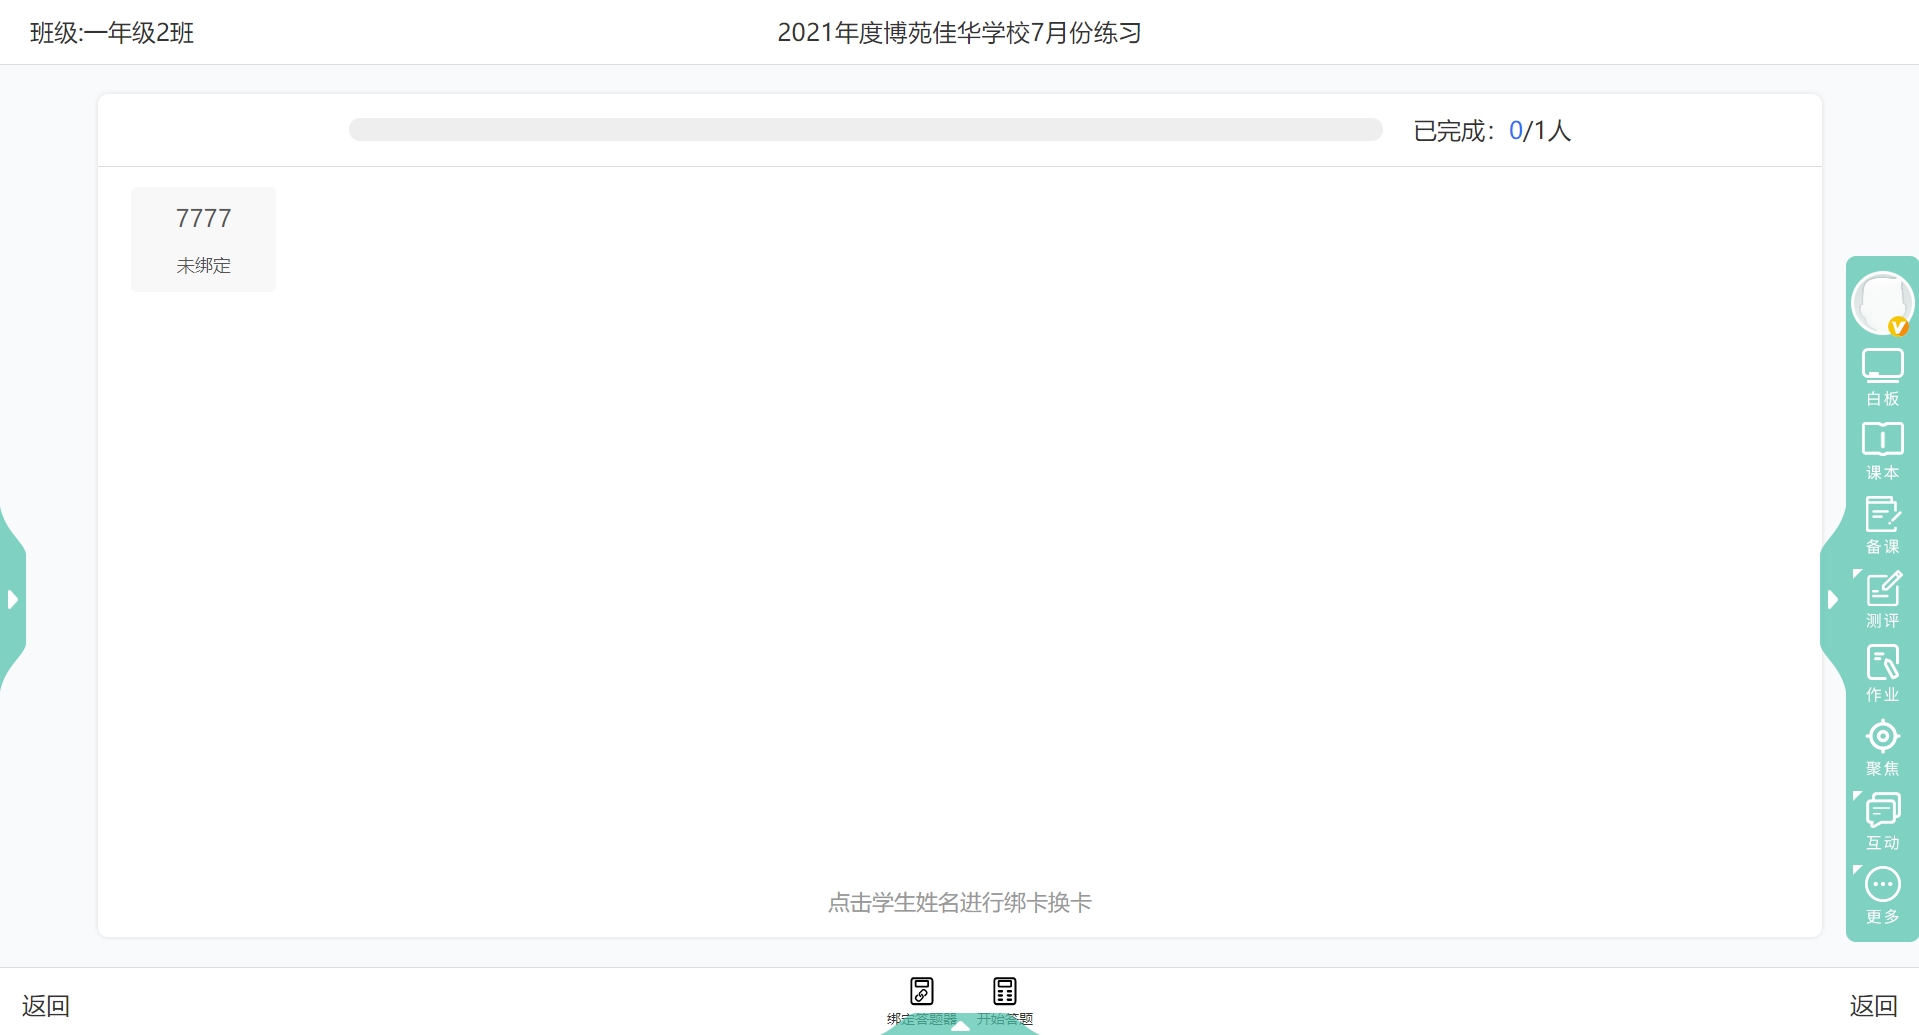 班级:一年级2班
2021年度博苑佳华学校7月份练习
已完成：0/1人
7777
未绑定
白板
课本
备课
测评
作业
聚焦
互动
更多
点击学生姓名进行绑卡换卡
返回
绑定答题器
开始答题
返回